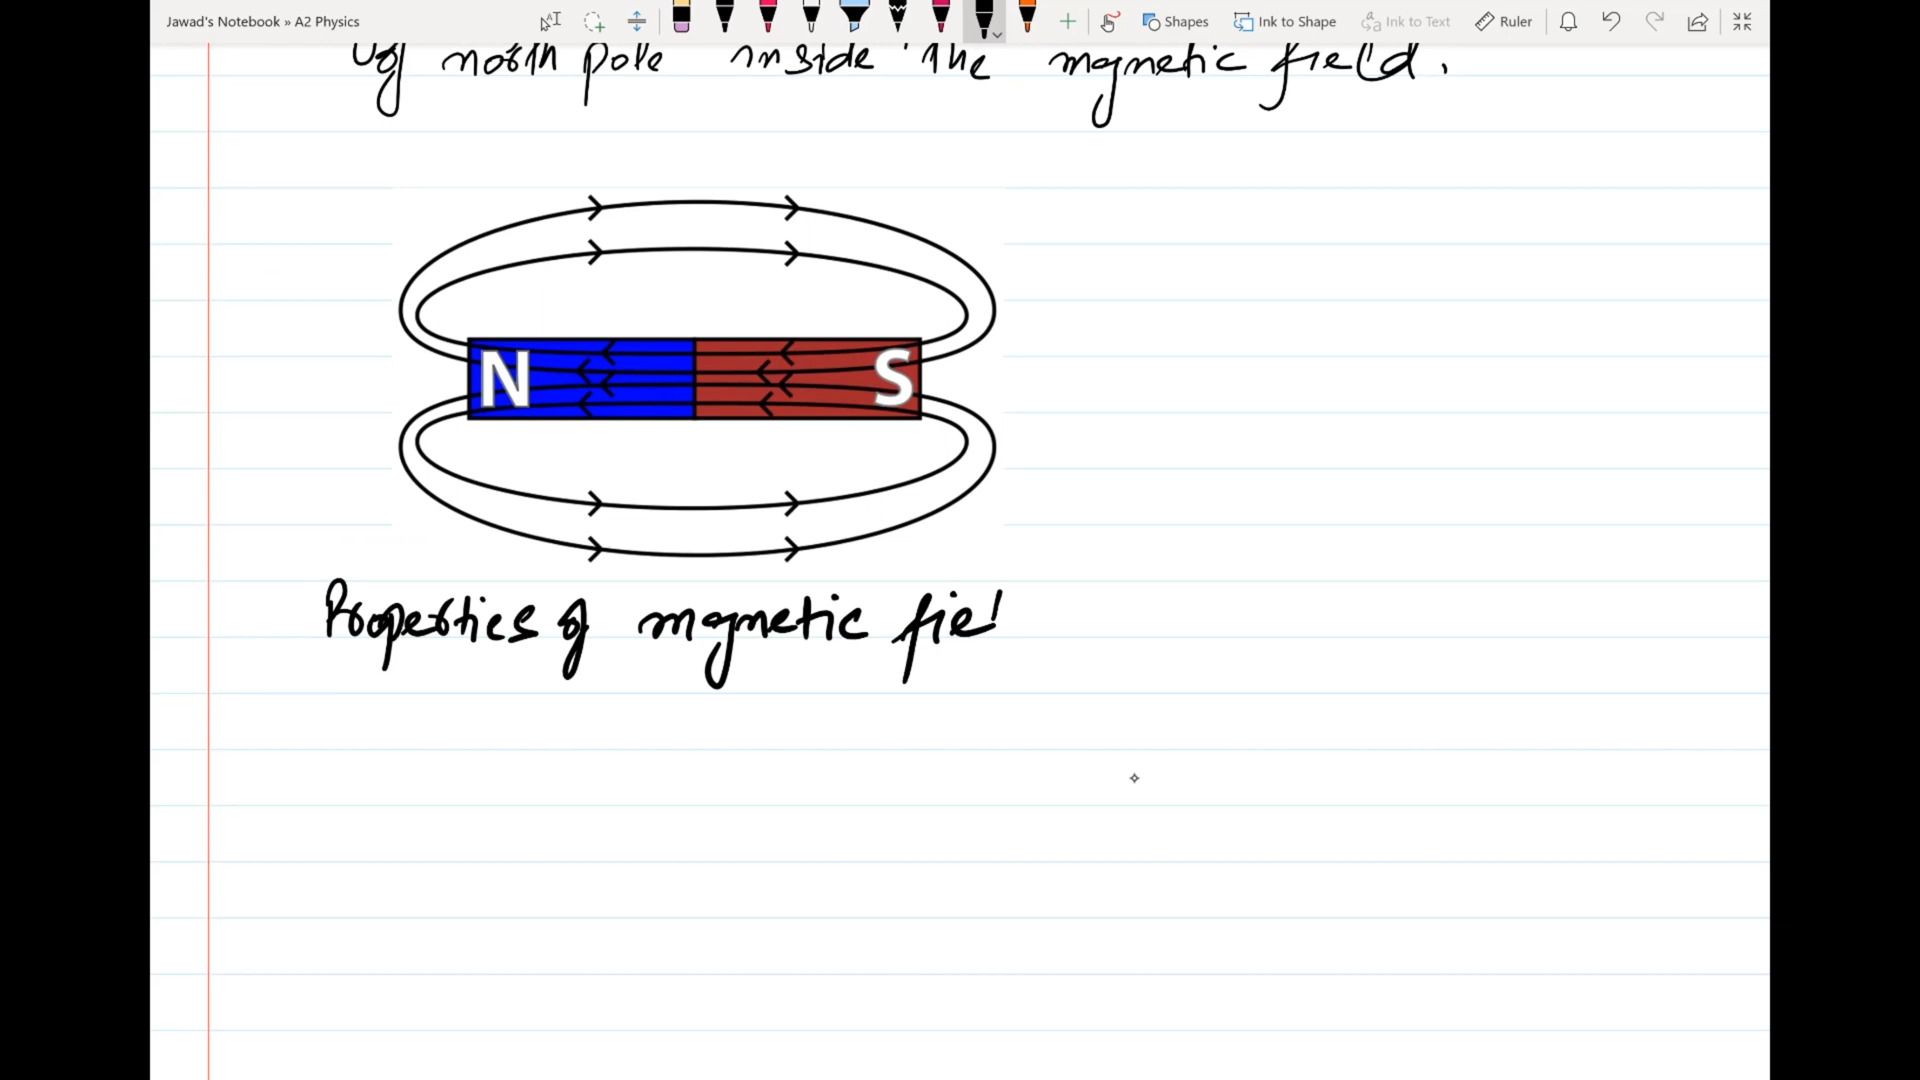 Jawad's Notebook » A2 Physics
Shapes
Ink to Shape
Ink to Text
Ruler
of north pole inside the magnetic field.
N
S
Properties of magnetic fiel